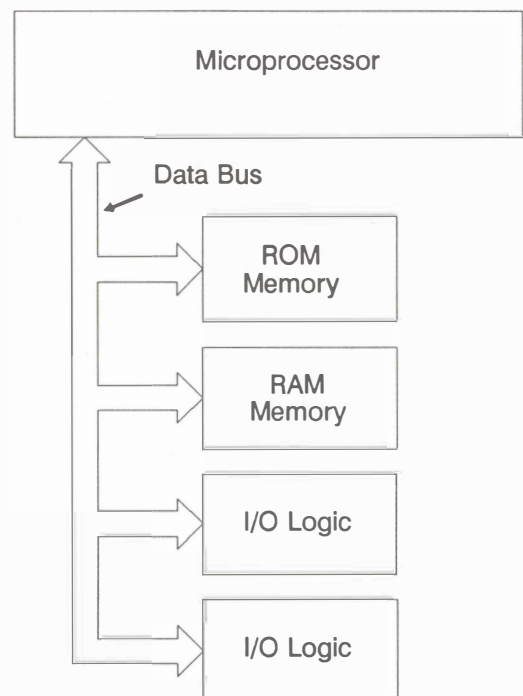 Microprocessor
Data Bus
ROM
Memory
RAM
Memory
I/O Logic
I/O Logic